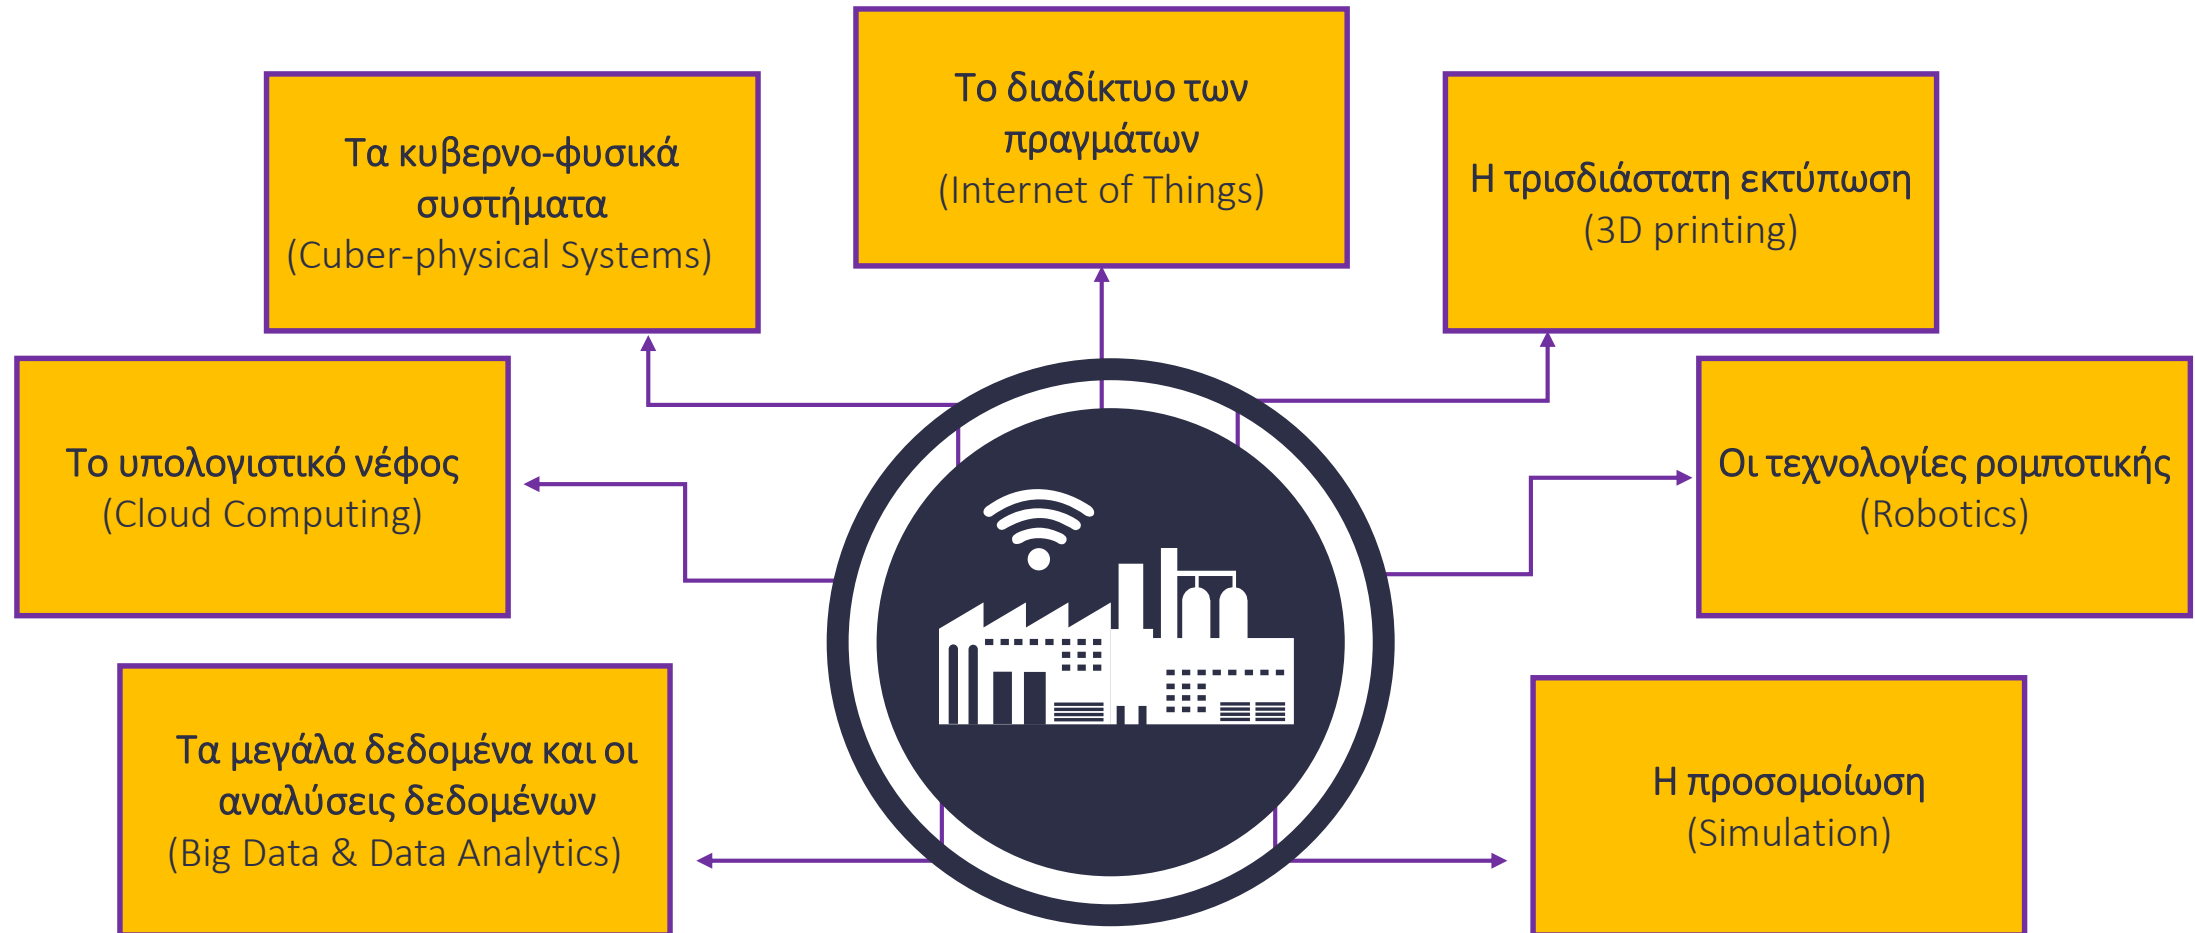 Το διαδίκτυο των
πραγμάτων
(Internet of Things)
Τα κυβερνο-φυσικά
συστήματα
(Cuber-physical Systems)
Η τρισδιάστατη εκτύπωση
(3D printing)
Το υπολογιστικό νέφος
(Cloud Computing)
Οι τεχνολογίες ρομποτικής
(Robotics)
Τα μεγάλα δεδομένα και οι
αναλύσεις δεδομένων
(Big Data & Data Analytics)
Η προσομοίωση
(Simulation)